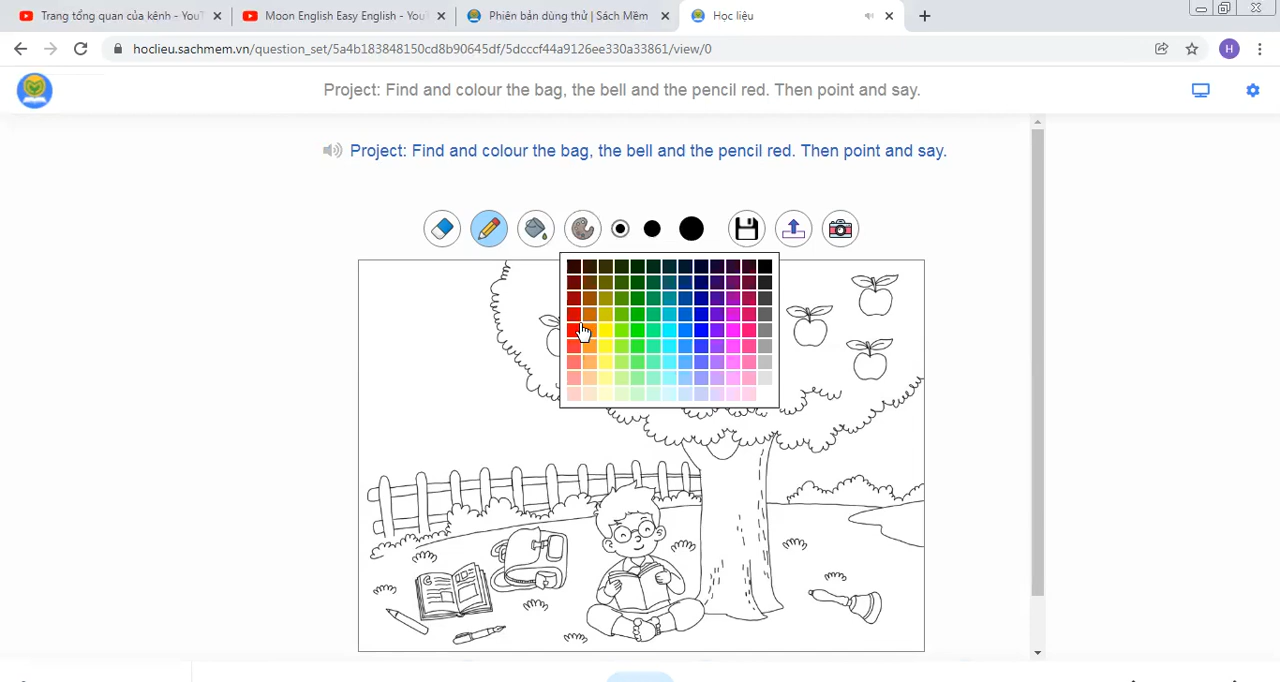 Trang tổng quan của kênh - YouT
Moon English Easy English - YouT
Phiên bản dùng thử | Sách Mềm
Học liệu
hoclieu.sachmem.vn/question_set/5a4b183848150cd8b90645df/5dcccf44a9126ee330a33861/view/0
H
Project: Find and colour the bag, the bell and the pencil red. Then point and say.
Project: Find and colour the bag, the bell and the pencil red. Then point and say.